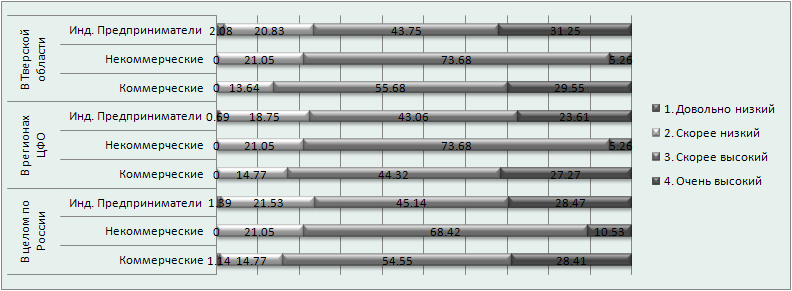 В Тверской области
Инд. Предприниматели 2.08 20.83 43.75 31.25
Некоммерческие 0 21.05 73.68 5.26
Коммерческие 0 13.64 55.68 29.55
В регионах ЦФО
Инд. Предприниматели 0.69 18.75 43.06 23.61
Некоммерческие 0 21.05 73.68 5.26
Коммерческие 0 14.77 44.32 27.27
В целом по России
Инд. Предприниматели 1.39 21.53 45.14 28.47
Некоммерческие 0 21.05 68.42 10.53
Коммерческие 1.14 14.77 54.55 28.41
1. Довольно низкий
2. Скорее низкий
3. Скорее высокий
4. Очень высокий